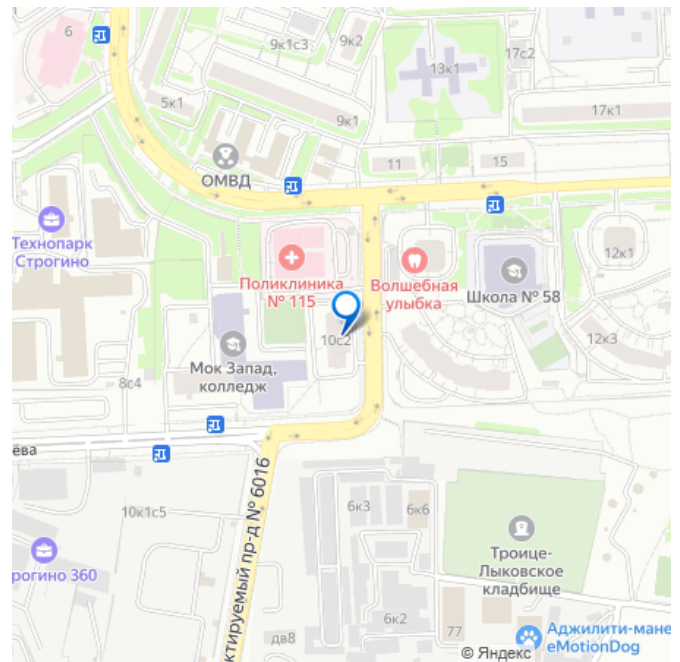 6
9к1с3
9к2
17с2
13к1
5к1
9к1
17к1
ОМВД
11
15
Технопарк
Строгино
Поликлиника
№ 115
Волшебная
улыбка
Школа № 58
12к1
10с2
12к3
Мок Запад,
колледж
8с4
ёва
ктируемый пр-д № 6016
10к1с5
6к3
6к6
Троице-
Лыковское
кладбище
рогино 360
6к2
77
дв8
Аджилити-мане
eMotionDog
© Яндекс